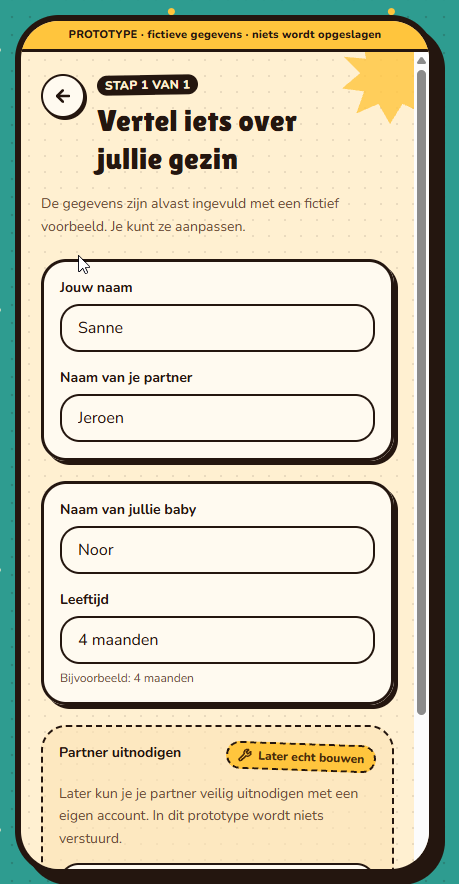 PROTOTYPE · fictieve gegevens · niets wordt opgeslagen
STAP 1 VAN 1
Vertel iets over
jullie gezin
De gegevens zijn alvast ingevuld met een fictief
voorbeeld. Je kunt ze aanpassen.
Jouw naam
Sanne
Naam van je partner
Jeroen
Naam van jullie baby
Noor
Leeftijd
4 maanden
Bijvoorbeeld: 4 maanden
Partner uitnodigen
Later echt bouwen
Later kun je je partner veilig uitnodigen met een
eigen account. In dit prototype wordt niets
verstuurd.